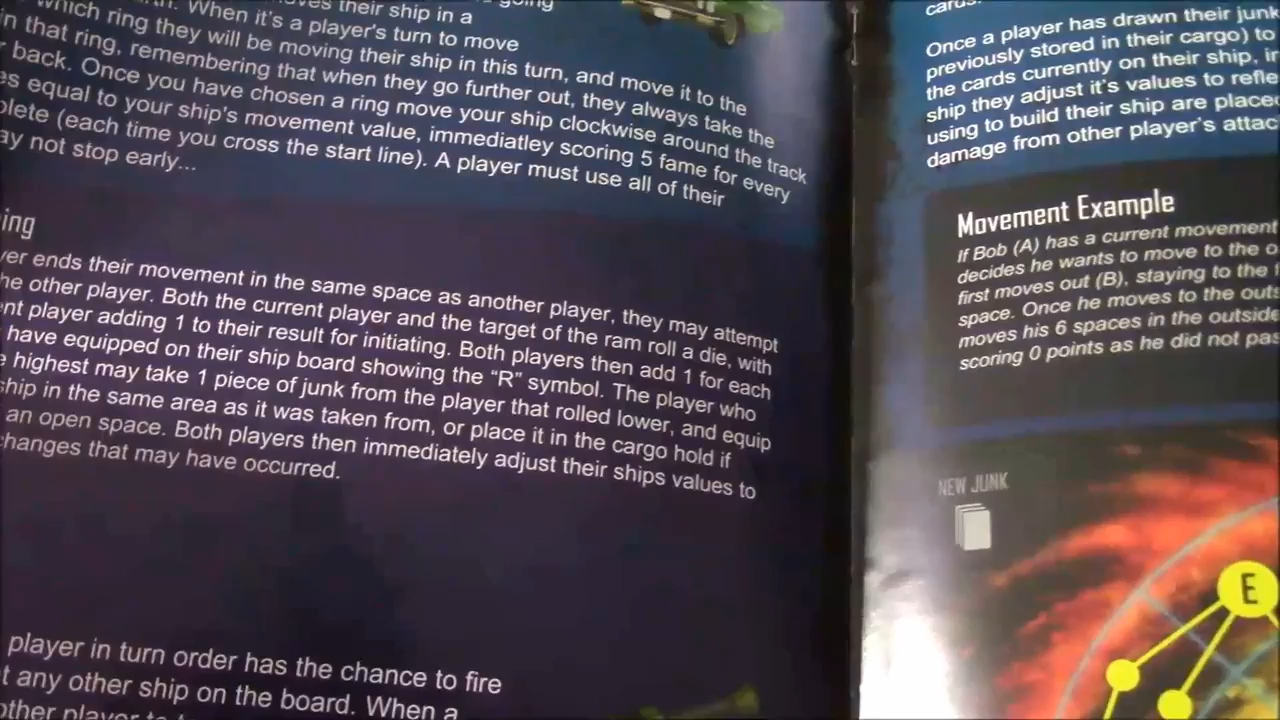 their ship in a
When it's a player's turn to move
which ring they will be moving their ship in this turn, and move it to the
in that ring, remembering that when they go further out, they always take the
back. Once you have chosen a ring move your ship clockwise around the track
equal to your ship's movement value, immediatley scoring 5 fame for every
(each time you cross the start line). A player must use all of their
not stop early...
ends their movement in the same space as another player, they may attempt
other player. Both the current player and the target of the ram roll a die, with
player adding 1 to their result for initiating. Both players then add 1 for each
have equipped on their ship board showing the “R” symbol. The player who
highest may take 1 piece of junk from the player that rolled lower, and equip
ship in the same area as it was taken from, or place it in the cargo hold if
an open space. Both players then immediately adjust their ships values to
changes that may have occurred.
player in turn order has the chance to fire
any other ship on the board. When a
other player
cards.
Once a player has drawn their junk
previously stored in their cargo) to
the cards currently on their ship,
ship they adjust it's values to
using to build their ship are
damage from other player's
Movement Example
If Bob (A) has a current movement
decides he wants to move to the
first moves out (B), staying to the
space. Once he moves to the
moves his 6 spaces in the outside
scoring 0 points as he did not
NEW JUNK
E